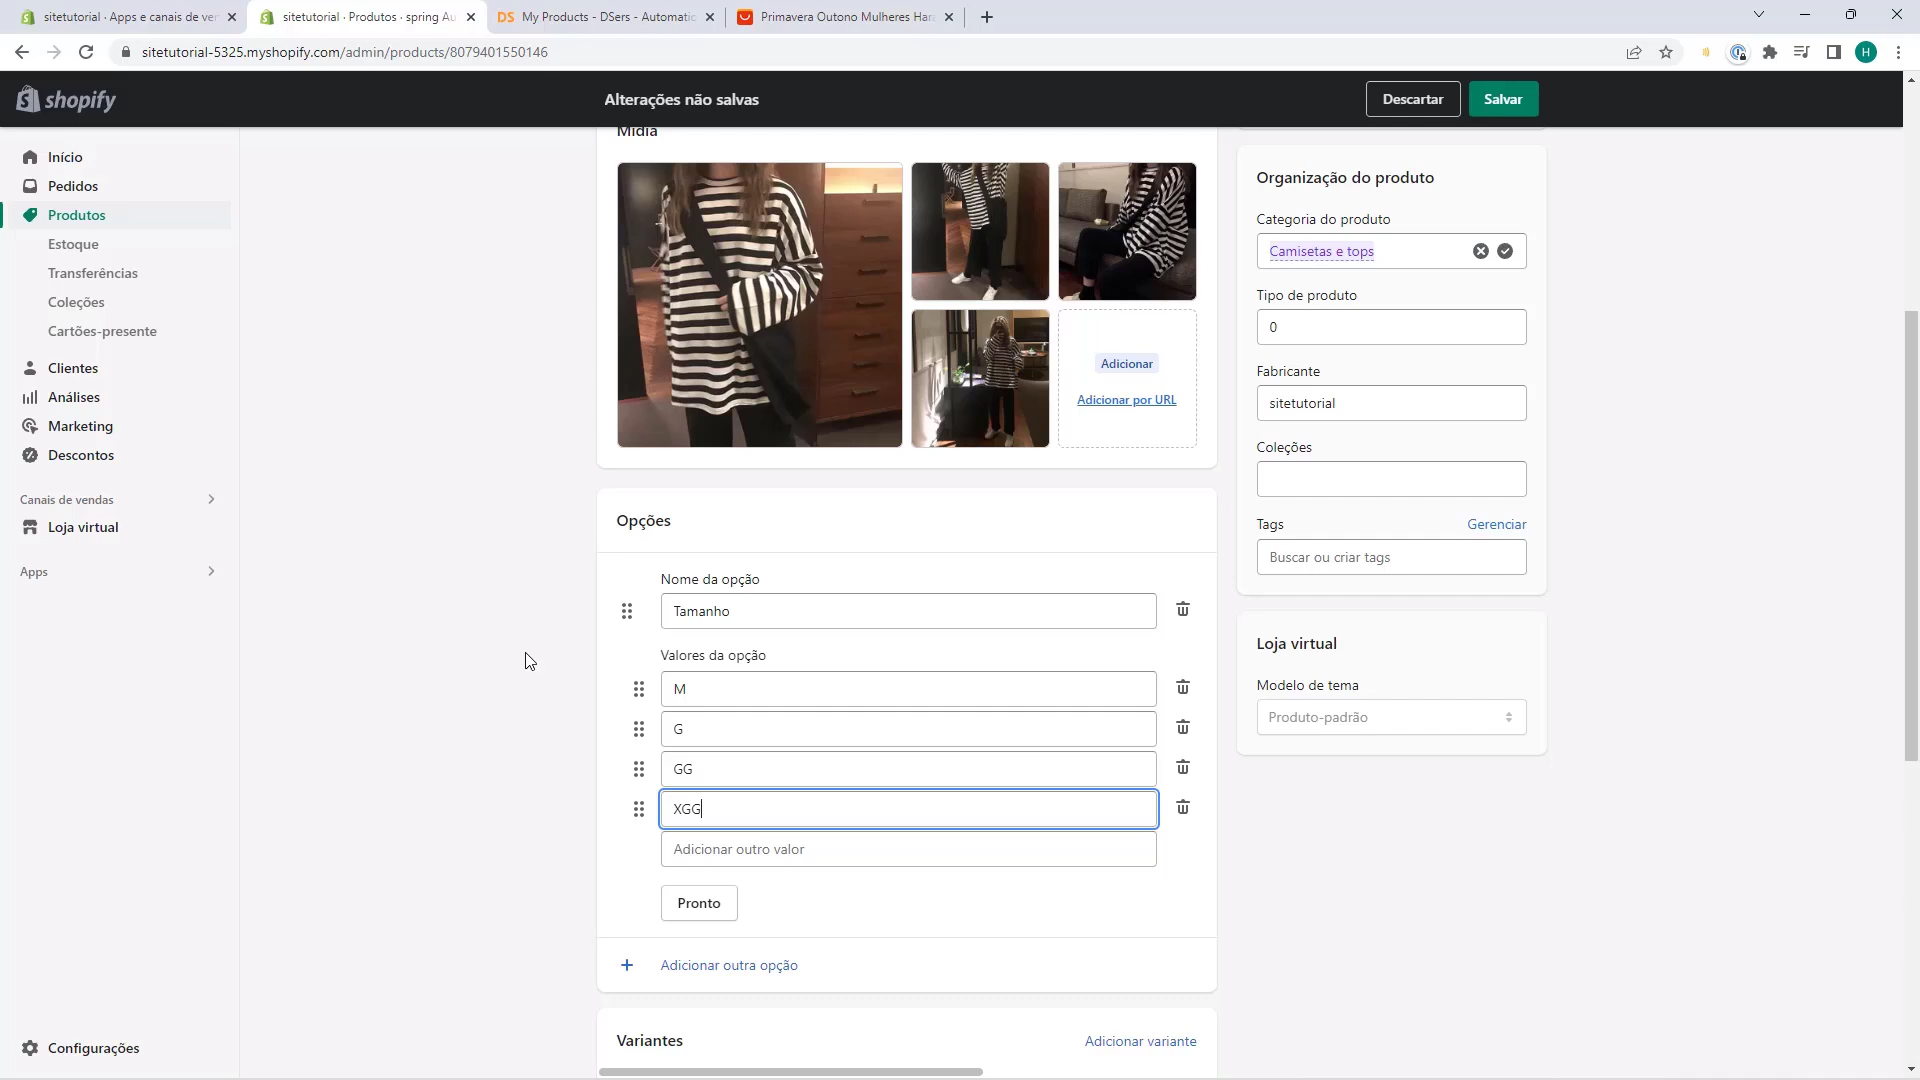 sitetutorial · Apps e canais de ver
sitetutorial · Produtos · spring Au
DS My Products - DSers - Automatic
Primavera Outono Mulheres Hara
sitetutorial-5325.myshopify.com/admin/products/8079401550146
H
shopify
Alterações não salvas
Descartar
Salvar
Início
Pedidos
Produtos
Estoque
Transferências
Coleções
Cartões-presente
Clientes
Análises
Marketing
Descontos
Canais de vendas
Loja virtual
Apps
Configurações
Mídia
Adicionar
Adicionar por URL
Opções
Nome da opção
Tamanho
Valores da opção
M
G
GG
XGG
Adicionar outro valor
Pronto
Adicionar outra opção
Variantes
Adicionar variante
Organização do produto
Categoria do produto
Camisetas e tops
Tipo de produto
0
Fabricante
sitetutorial
Coleções
Tags
Gerenciar
Buscar ou criar tags
Loja virtual
Modelo de tema
Produto-padrão